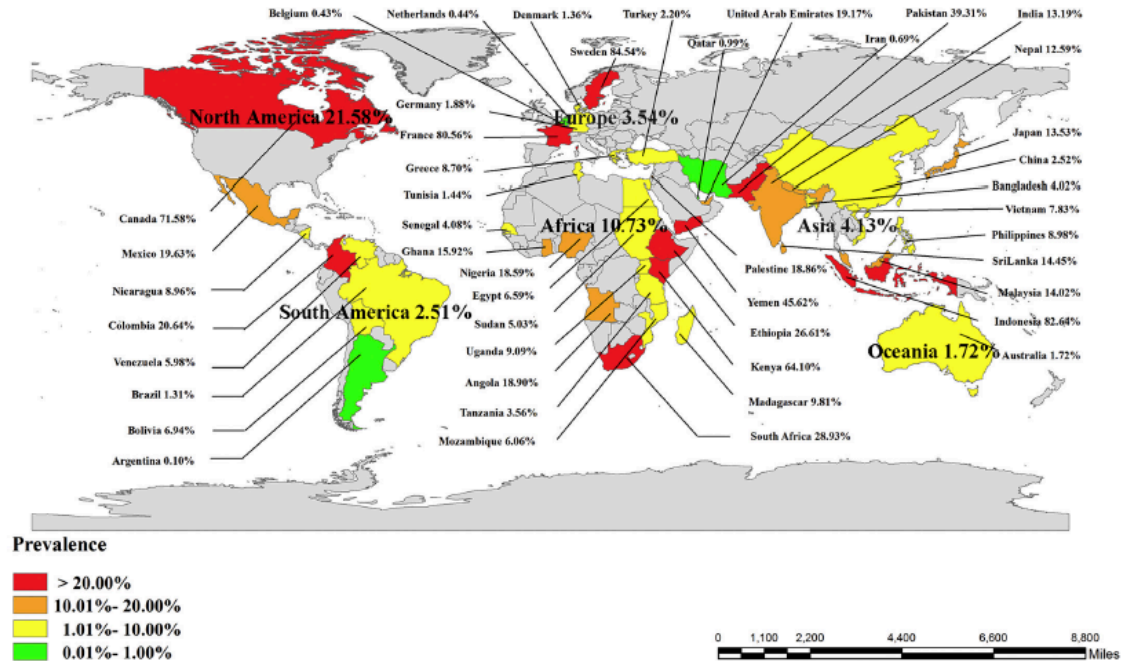 Belgium 0.43%
Netherlands 0.44%
Denmark 1.36%
Turkey 2.20%
United Arab Emirates 19.17%
Pakistan 39.31%
India 13.19%
Iran 0.69%
Qatar 0.99%
Sweden 84.54%
Nepal 12.59%
Germany 1.88%
North America 21.58%
Europe 3.54%
France 80.56%
Japan 13.53%
Greece 8.70%
China 2.52%
Tunisia 1.44%
Bangladesh 4.02%
Canada 71.58%
Senegal 4.08%
Africa 10.73%
Asia 4.13%
Vietnam 7.83%
Philippines 8.98%
Mexico 19.63%
Ghana 15.92%
SriLanka 14.45%
Nigeria 18.59%
Palestine 18.86%
Nicaragua 8.96%
Egypt 6.59%
Yemen 45.62%
Malaysia 14.02%
South America 2.51%
Colombia 20.64%
Sudan 5.03%
Ethiopia 26.61%
Indonesia 82.64%
Uganda 9.09%
Oceania 1.72%
Australia 1.72%
Venezuela 5.98%
Kenya 64.10%
Angola 18.90%
Brazil 1.31%
Madagascar 9.81%
Tanzania 3.56%
Bolivia 6.94%
Mozambique 6.06%
South Africa 28.93%
Argentina 0.10%
Prevalence
> 20.00%
10.01%- 20.00%
1.01%- 10.00%
0.01%- 1.00%
0 1,100 2,200 4,400 6,600 8,800
Miles